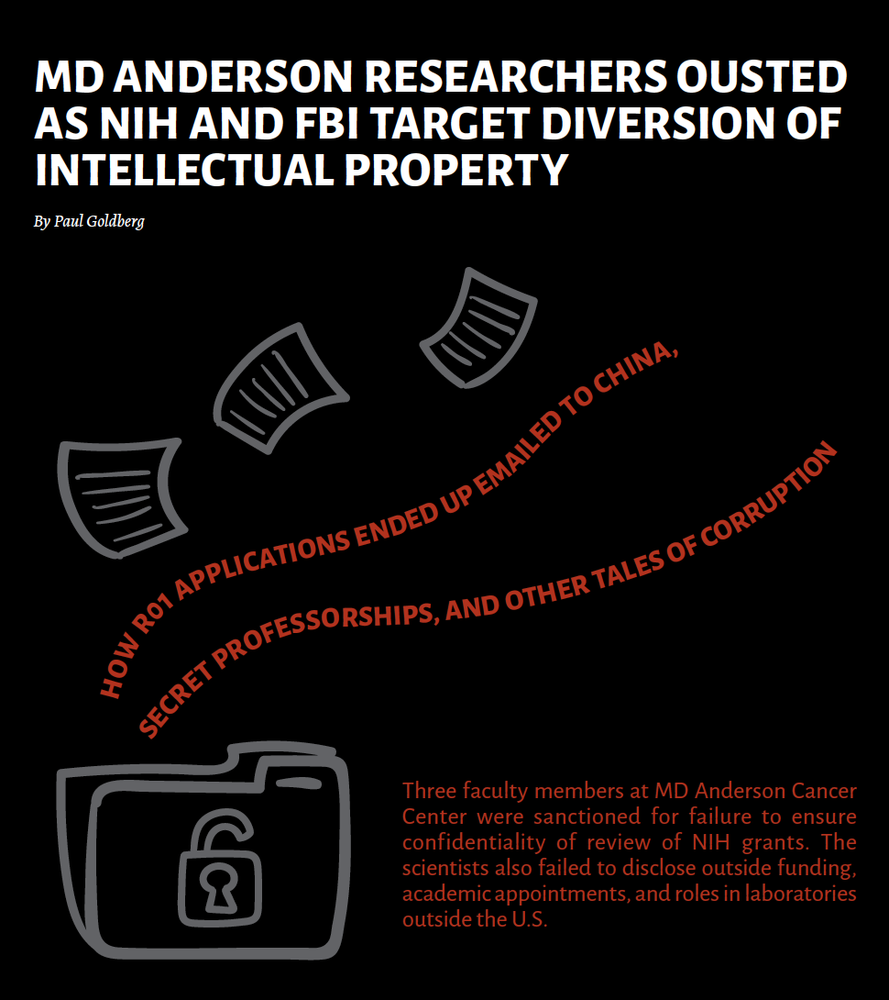 MD ANDERSON RESEARCHERS OUSTED
AS NIH AND FBI TARGET DIVERSION OF
INTELLECTUAL PROPERTY
By Paul Goldberg
HOW R01 APPLICATIONS ENDED UP EMAILED TO CHINA,
SECRET PROFESSORSHIPS, AND OTHER TALES OF CORRUPTION
Three faculty members at MD Anderson Cancer
Center were sanctioned for failure to ensure
confidentiality of review of NIH grants. The
scientists also failed to disclose outside funding,
academic appointments, and roles in laboratories
outside the U.S.